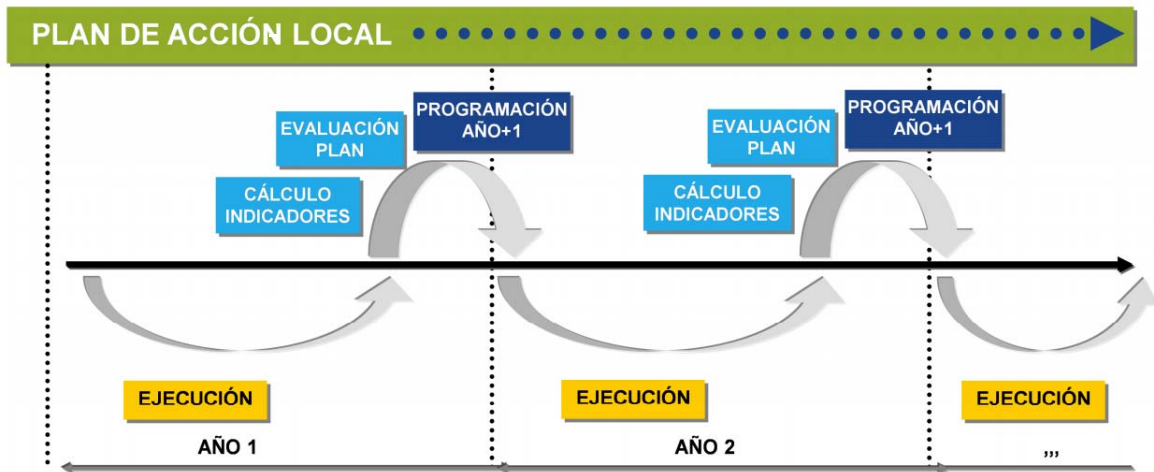 PLAN DE ACCIÓN LOCAL
PROGRAMACIÓN
AÑO+1
EVALUACIÓN
PLAN
CÁLCULO
INDICADORES
PROGRAMACIÓN
AÑO+1
EVALUACIÓN
PLAN
CÁLCULO
INDICADORES
EJECUCIÓN
EJECUCIÓN
EJECUCIÓN
AÑO 1
AÑO 2
,,,